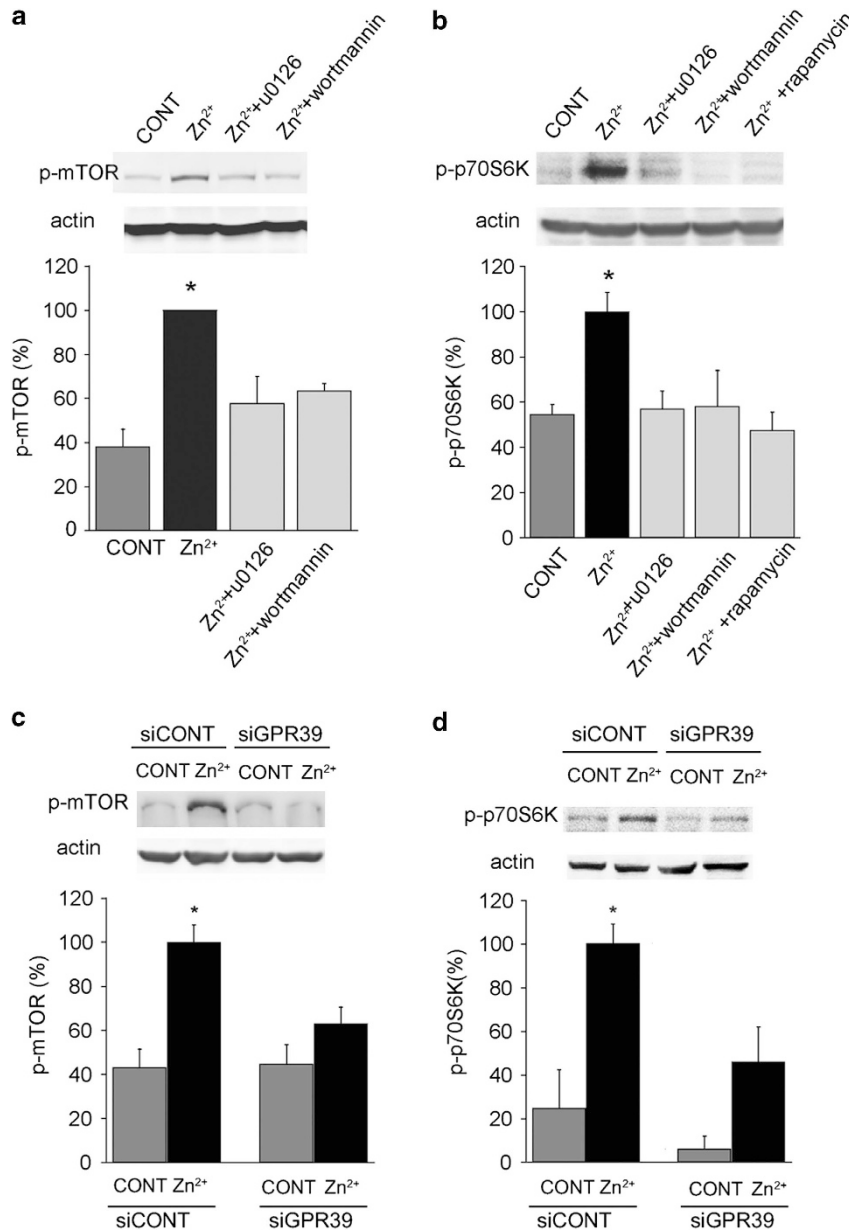 a
CONT
Zn²⁺
Zn²⁺+u0126
Zn²⁺+wortmannin
p-mTOR
actin
p-mTOR (%)
120
100
80
60
40
20
0
*
CONT
Zn²⁺
Zn²⁺+u0126
Zn²⁺+wortmannin
b
CONT
Zn²⁺
Zn²⁺+u0126
Zn²⁺+wortmannin
Zn²⁺ +rapamycin
p-p70S6K
actin
p-p70S6K (%)
120
100
80
60
40
20
0
*
CONT
Zn²⁺
Zn²⁺+u0126
Zn²⁺+wortmannin
Zn²⁺ +rapamycin
c
siCONT siGPR39
CONT Zn²⁺ CONT Zn²⁺
p-mTOR
actin
p-mTOR (%)
120
100
80
60
40
20
0
*
CONT Zn²⁺ CONT Zn²⁺
siCONT siGPR39
d
siCONT siGPR39
CONT Zn²⁺ CONT Zn²⁺
p-p70S6K
actin
p-p70S6K(%)
120
100
80
60
40
20
0
*
CONT Zn²⁺ CONT Zn²⁺
siCONT siGPR39